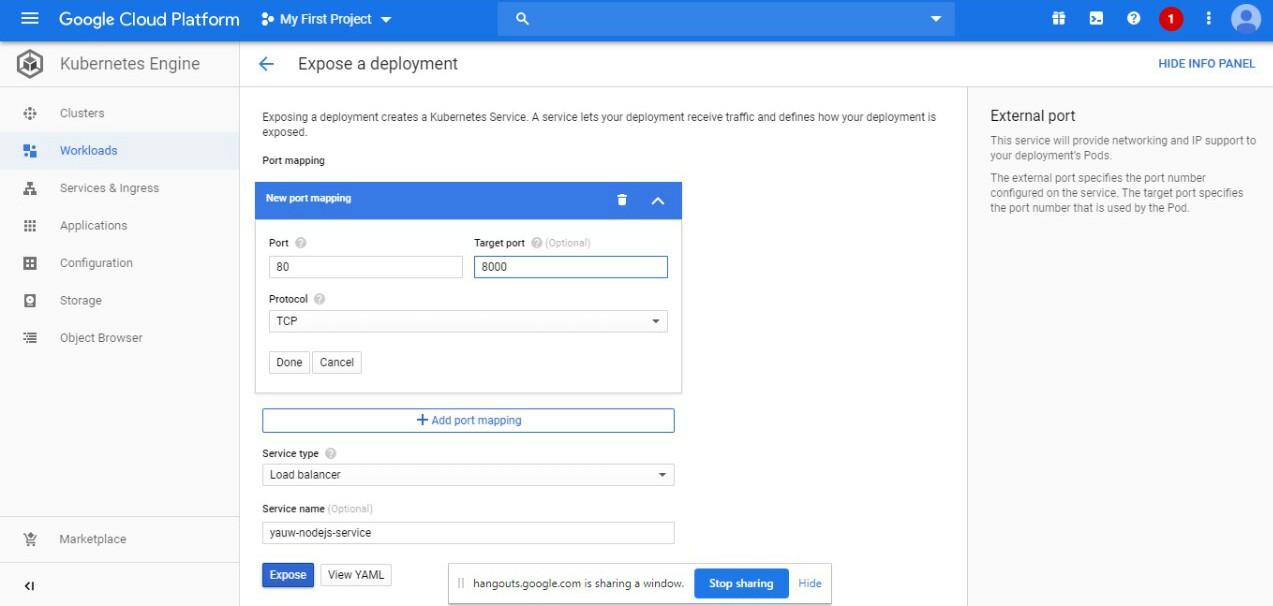 Google Cloud Platform
My First Project
1
Kubernetes Engine
Expose a deployment
HIDE INFO PANEL
Clusters
Workloads
Services & Ingress
Applications
Configuration
Storage
Object Browser
Marketplace
Exposing a deployment creates a Kubernetes Service. A service lets your deployment receive traffic and defines how your deployment is
exposed.
Port mapping
New port mapping
Port ?
Target port ? (Optional)
80
8000
Protocol ?
TCP
Done
Cancel
+ Add port mapping
Service type ?
Load balancer
Service name (Optional)
yauw-nodejs-service
Expose
View YAML
hangouts.google.com is sharing a window.
Stop sharing
Hide
External port
This service will provide networking and IP support to
your deployment's Pods.
The external port specifies the port number
configured on the service. The target port specifies
the port number that is used by the Pod.